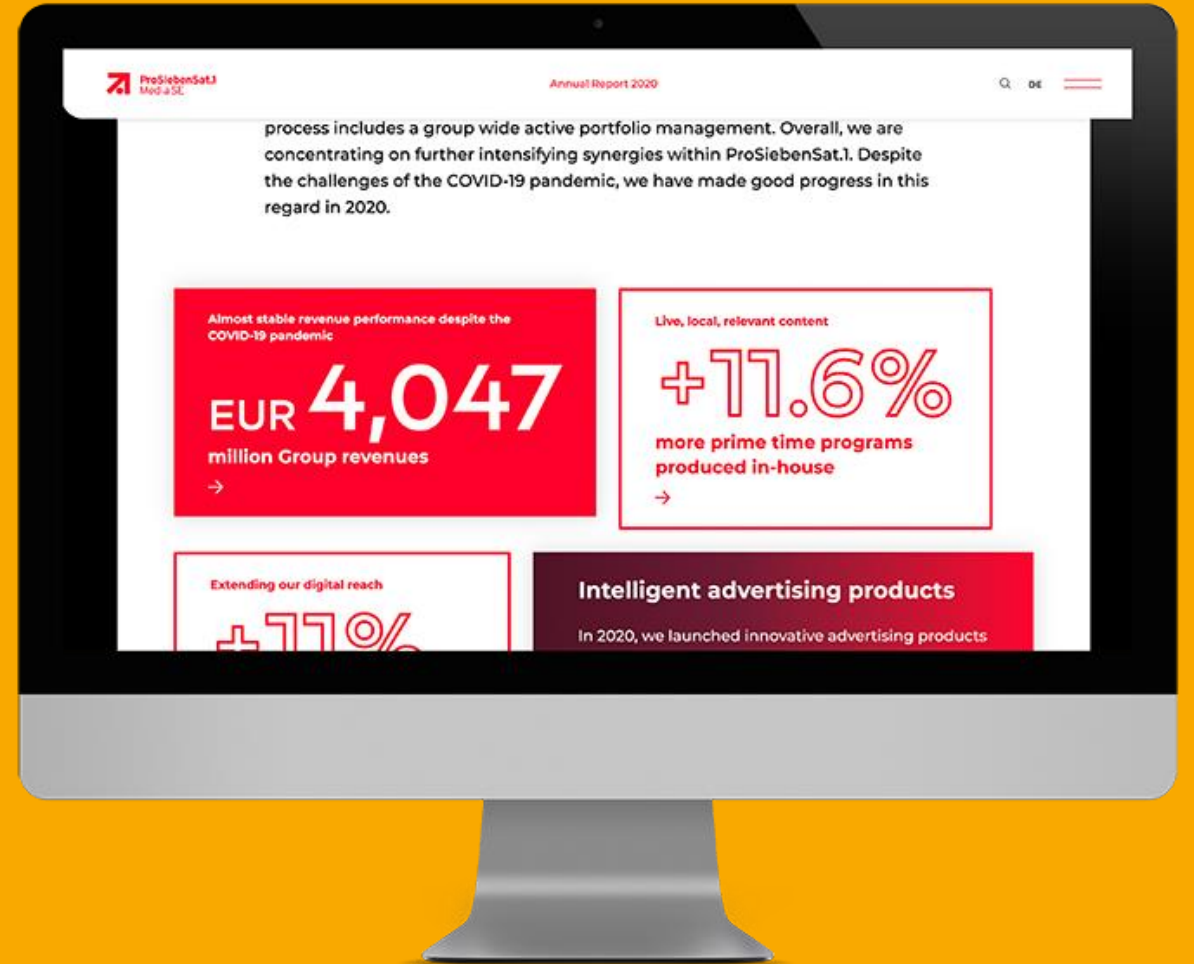 ProSiebenSat.1
Media SE
Annual Report 2020
DE
process includes a group wide active portfolio management. Overall, we are
concentrating on further intensifying synergies within ProSiebenSat.1. Despite
the challenges of the COVID-19 pandemic, we have made good progress in this
regard in 2020.
Almost stable revenue performance despite the
COVID-19 pandemic
EUR 4,047
million Group revenues
→
Live, local, relevant content
+11.6%
more prime time programs
produced in-house
→
Extending our digital reach
+11%
Intelligent advertising products
In 2020, we launched innovative advertising products